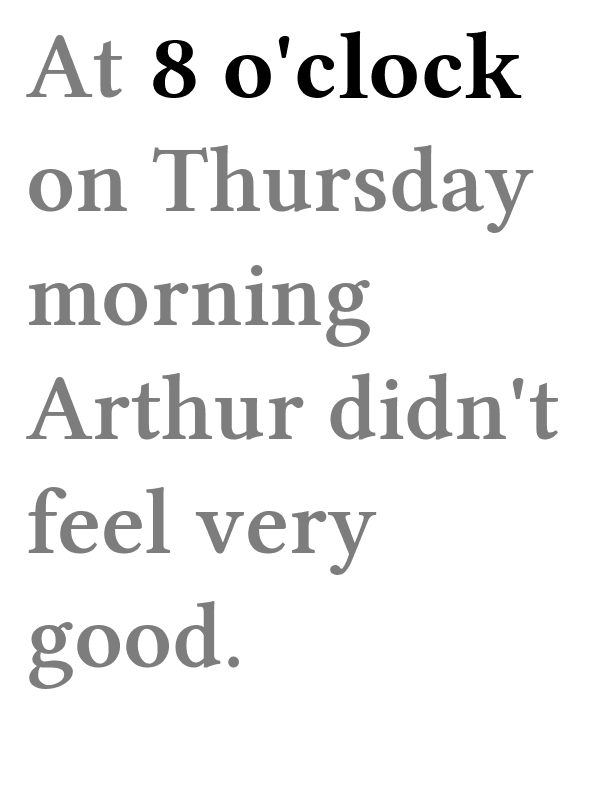 At 8 o'clock
on Thursday
morning
Arthur didn't
feel very
good.